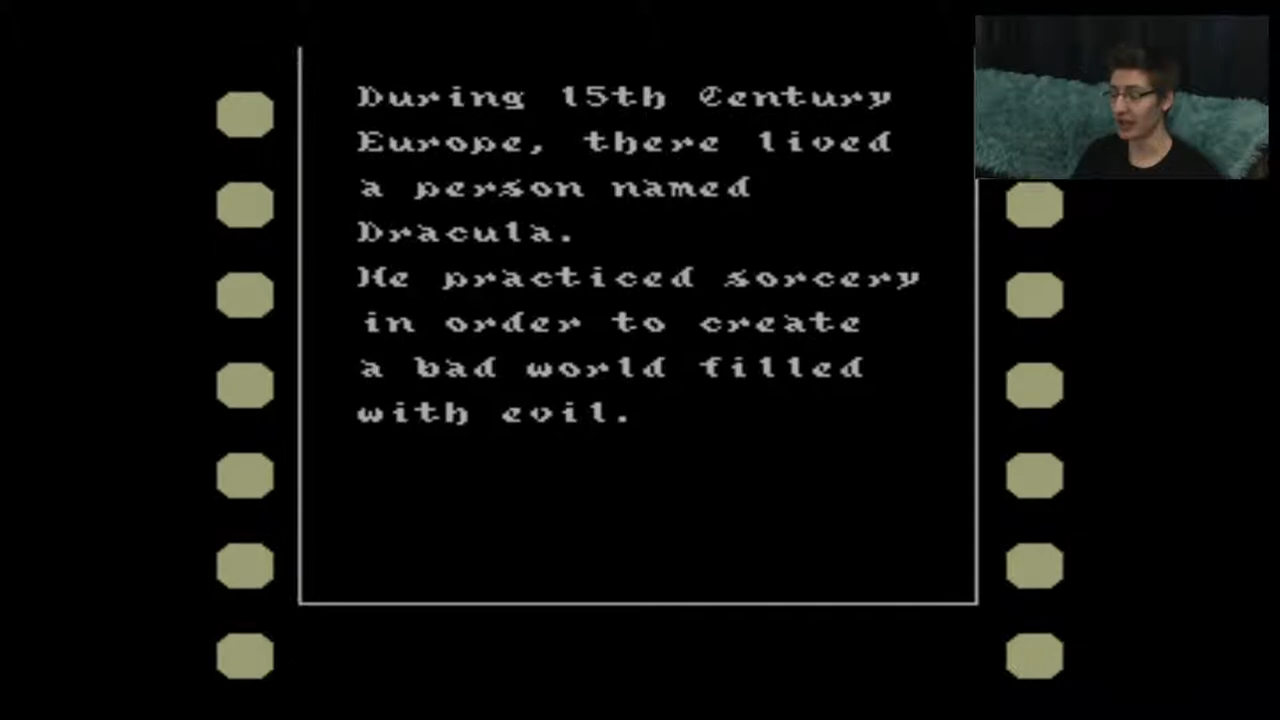 During 15th Century
Europe, there lived
a person named
Dracula.
He practiced sorcery
in order to create
a bad world filled
with evil.